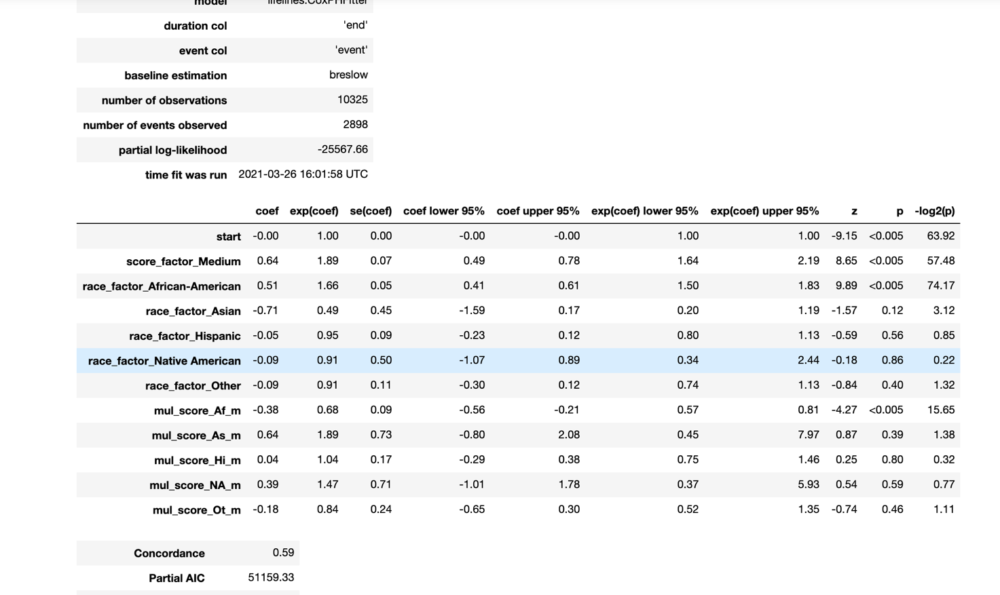 model lifelines.CoxPHFitter
duration col 'end'
event col 'event'
baseline estimation breslow
number of observations 10325
number of events observed 2898
partial log-likelihood -25567.66
time fit was run 2021-03-26 16:01:58 UTC
coef exp(coef) se(coef) coef lower 95% coef upper 95% exp(coef) lower 95% exp(coef) upper 95% z p -log2(p)
start -0.00 1.00 0.00 -0.00 -0.00 1.00 1.00 -9.15 <0.005 63.92
score_factor_Medium 0.64 1.89 0.07 0.49 0.78 1.64 2.19 8.65 <0.005 57.48
race_factor_African-American 0.51 1.66 0.05 0.41 0.61 1.50 1.83 9.89 <0.005 74.17
race_factor_Asian -0.71 0.49 0.45 -1.59 0.17 0.20 1.19 -1.57 0.12 3.12
race_factor_Hispanic -0.05 0.95 0.09 -0.23 0.12 0.80 1.13 -0.59 0.56 0.85
race_factor_Native American -0.09 0.91 0.50 -1.07 0.89 0.34 2.44 -0.18 0.86 0.22
race_factor_Other -0.09 0.91 0.11 -0.30 0.12 0.74 1.13 -0.84 0.40 1.32
mul_score_Af_m -0.38 0.68 0.09 -0.56 -0.21 0.57 0.81 -4.27 <0.005 15.65
mul_score_As_m 0.64 1.89 0.73 -0.80 2.08 0.45 7.97 0.87 0.39 1.38
mul_score_Hi_m 0.04 1.04 0.17 -0.29 0.38 0.75 1.46 0.25 0.80 0.32
mul_score_NA_m 0.39 1.47 0.71 -1.01 1.78 0.37 5.93 0.54 0.59 0.77
mul_score_Ot_m -0.18 0.84 0.24 -0.65 0.30 0.52 1.35 -0.74 0.46 1.11
Concordance 0.59
Partial AIC 51159.33